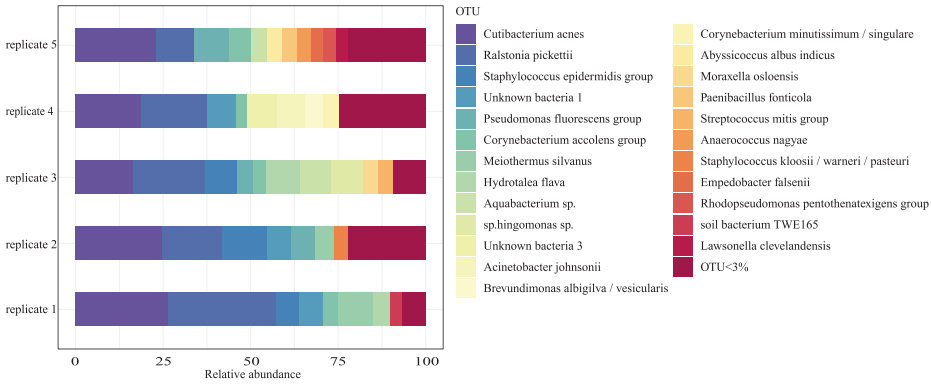 OTU
replicate 5
replicate 4
replicate 3
replicate 2
replicate 1
0 25 50 75 100
Relative abundance
Cutibacterium acnes
Ralstonia pickettii
Staphylococcus epidermidis group
Unknown bacteria 1
Pseudomonas fluorescens group
Corynebacterium accolens group
Meiothermus silvanus
Hydrotalea flava
Aquabacterium sp.
sp.hingomonas sp.
Unknown bacteria 3
Acinetobacter johnsonii
Brevundimonas albigilva / vesicularis
Corynebacterium minutissimum / singulare
Abyssicoccus albus indicus
Moraxella osloensis
Paenibacillus fonticola
Streptococcus mitis group
Anaerococcus nagyae
Staphylococcus kloosii / warneri / pasteuri
Empedobacter falsenii
Rhodopseudomonas pentothenatexigens group
soil bacterium TWE165
Lawsonella clevelandensis
OTU<3%